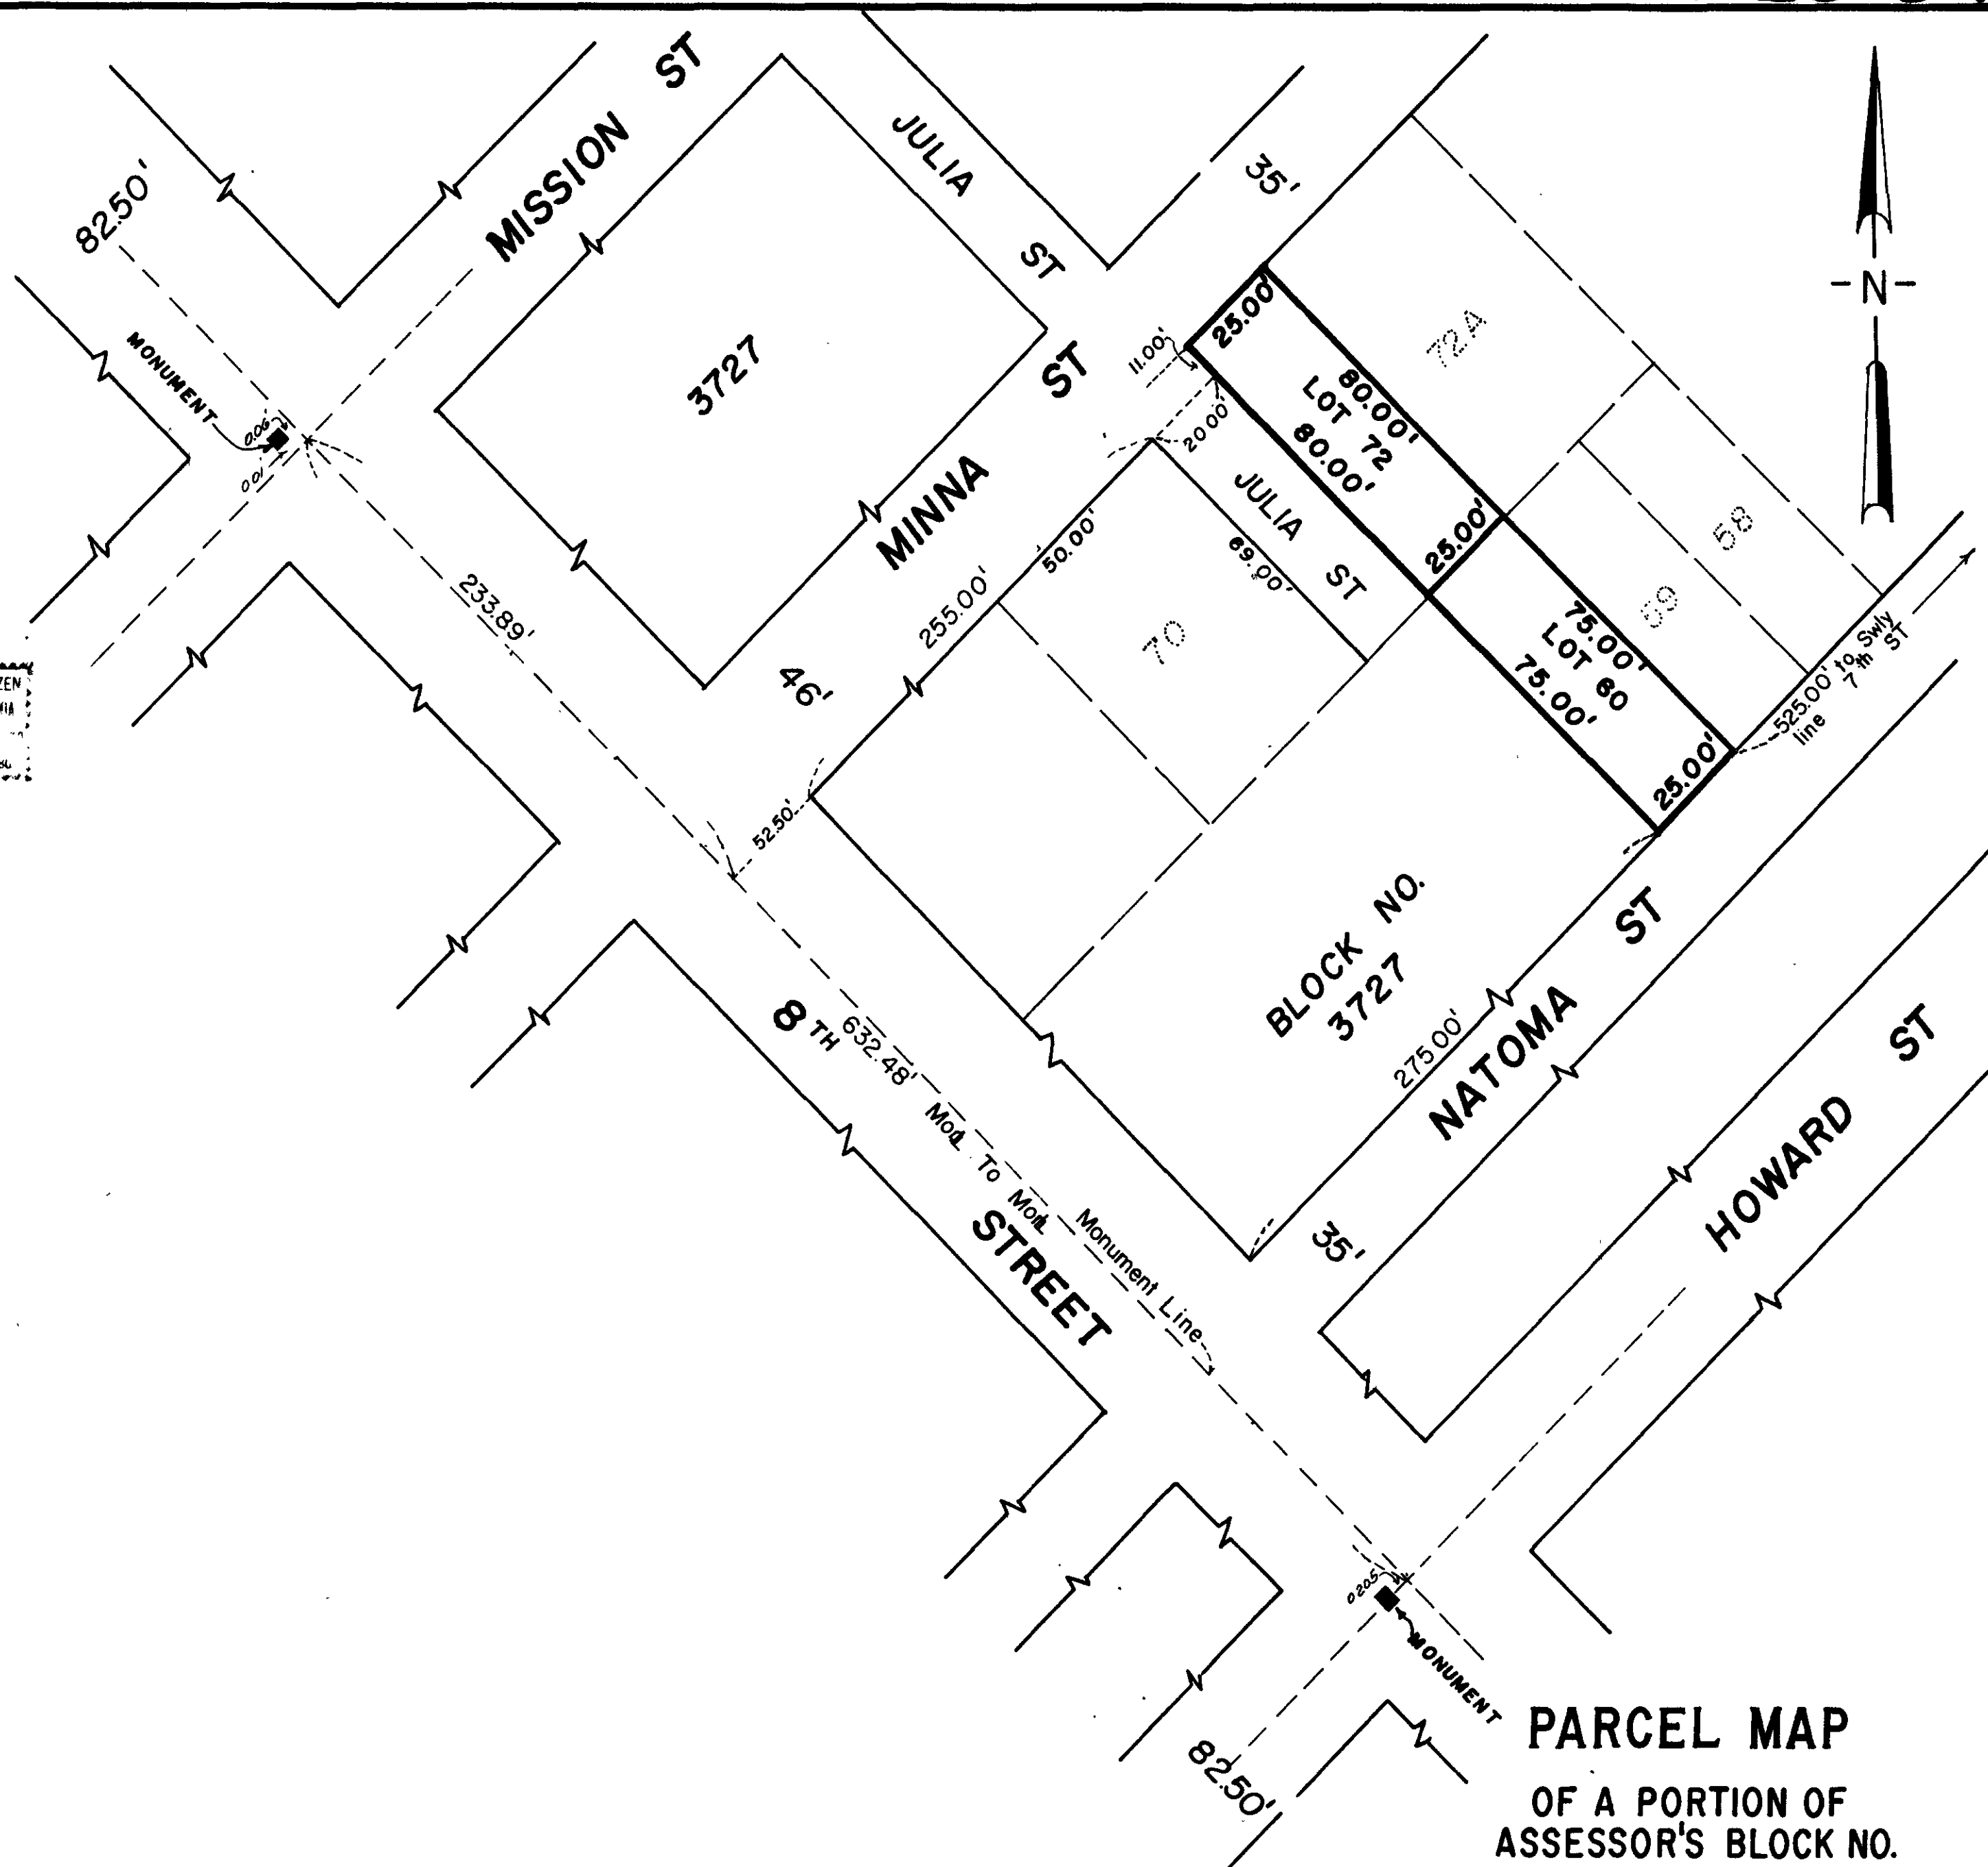 82.50'
MISSION ST
JULIA ST
35'
-N-
MONUMENT
0.06'
0.01'
3727
MINNA ST
11.00'
25.00'
80.00'
LOT 72
80.00'
72A
20.00'
JULIA ST
69.00'
25.00'
58
59
233.89'
255.00'
50.00'
70
46'
75.00'
LOT 60
75.00'
25.00'
525.00' to Swly
line 7th ST
52.50'
BLOCK NO.
3727
275.00'
NATOMA ST
HOWARD ST
8TH STREET
632.48' Mon. To Mon.
Monument Line
35'
0.205
MONUMENT
82.50'
PARCEL MAP
OF A PORTION OF
ASSESSOR'S BLOCK NO.